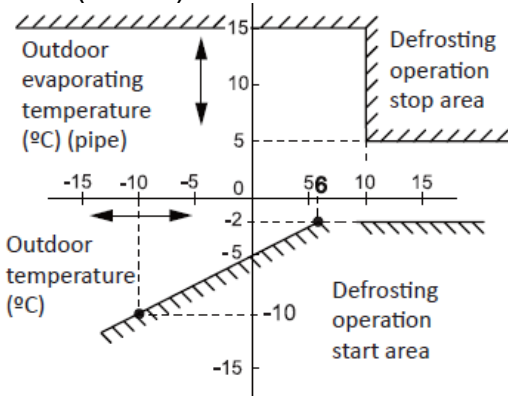 15
Outdoor
evaporating
temperature
(ºC) (pipe)
10
5
Defrosting
operation
stop area
-15 -10 -5 0 5 6 10 15
-2
-5
Outdoor
temperature
(ºC)
-10
-15
Defrosting
operation
start area